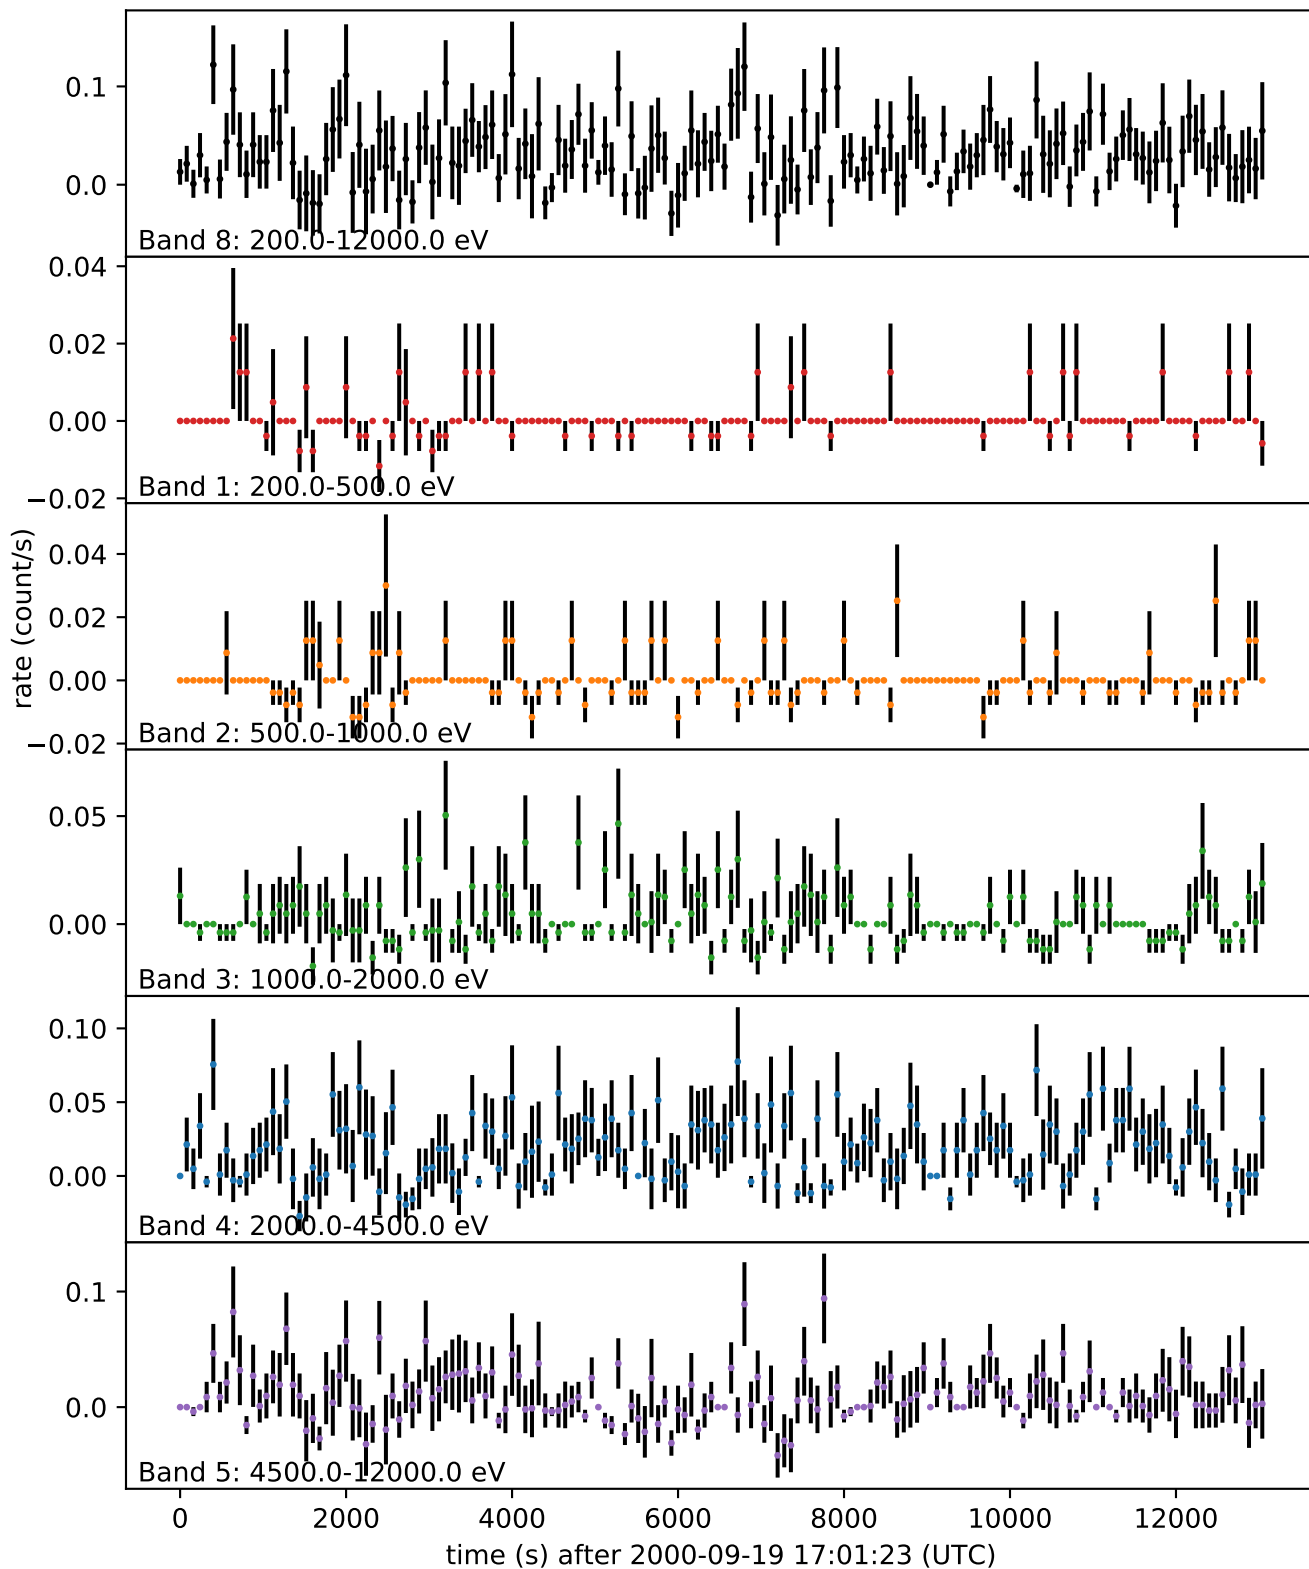 0.1
0.0
Band 8: 200.0-12000.0 eV
0.04
0.02
0.00
−0.02
Band 1: 200.0-500.0 eV
rate (count/s)
0.04
0.02
0.00
−0.02
Band 2: 500.0-1000.0 eV
0.05
0.00
Band 3: 1000.0-2000.0 eV
0.10
0.05
0.00
Band 4: 2000.0-4500.0 eV
0.1
0.0
Band 5: 4500.0-12000.0 eV
0 2000 4000 6000 8000 10000 12000
time (s) after 2000-09-19 17:01:23 (UTC)